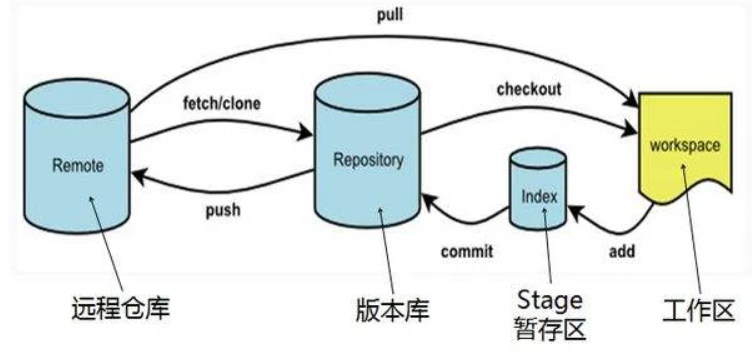 pull
fetch/clone
checkout
Remote
Repository
workspace
Index
push
commit
add
远程仓库
版本库
Stage
暂存区
工作区